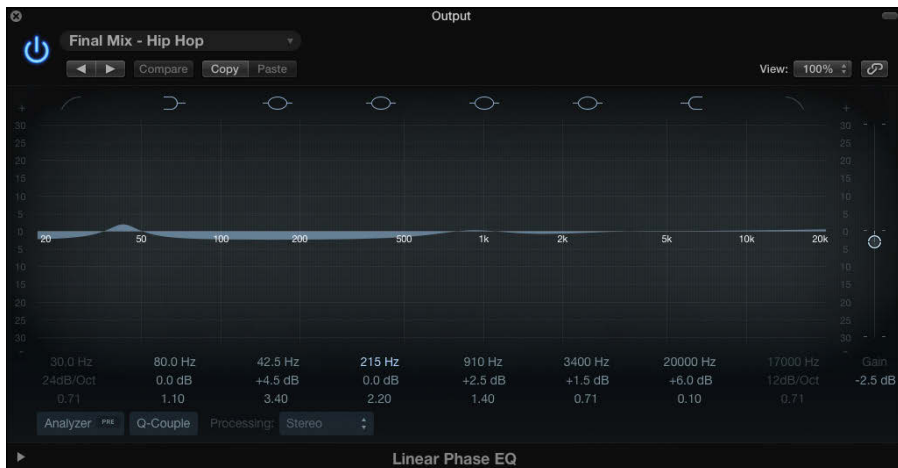 Output
Final Mix - Hip Hop
Compare Copy Paste View: 100%
+ +
30 30
25 25
20 20
15 15
10 10
5 5
0 20 50 100 200 500 1k 2k 5k 10k 20k 0
5 5
10 10
15 15
20 20
25 25
30 30
- -
30.0 Hz 80.0 Hz 42.5 Hz 215 Hz 910 Hz 3400 Hz 20000 Hz 17000 Hz Gain
24dB/Oct 0.0 dB +4.5 dB 0.0 dB +2.5 dB +1.5 dB +6.0 dB 12dB/Oct -2.5 dB
0.71 1.10 3.40 2.20 1.40 0.71 0.10 0.71
Analyzer PRE Q-Couple Processing: Stereo
Linear Phase EQ